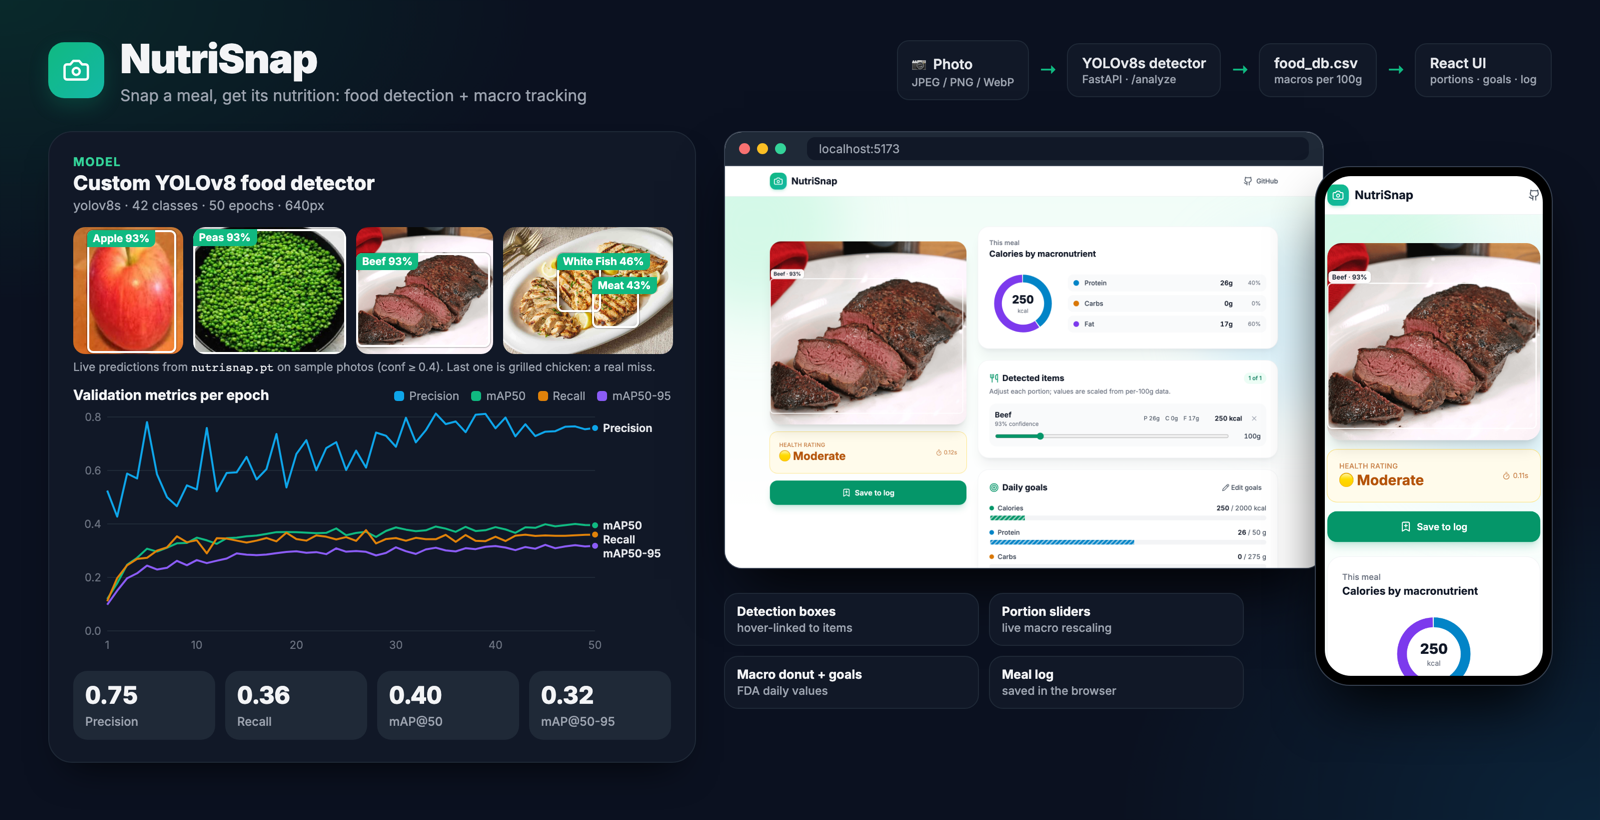 NutriSnap
Snap a meal, get its nutrition: food detection + macro tracking
Photo
JPEG / PNG / WebP
→
YOLOv8s detector
FastAPI · /analyze
→
food_db.csv
macros per 100g
→
React UI
portions · goals · log
MODEL
Custom YOLOv8 food detector
yolov8s · 42 classes · 50 epochs · 640px
Apple 93%
Peas 93%
Beef 93%
White Fish 46%
Meat 43%
Live predictions from nutrisnap.pt on sample photos (conf ≥ 0.4). Last one is grilled chicken: a real miss.
Validation metrics per epoch
Precision mAP50 Recall mAP50-95
0.8
0.6
0.4
0.2
0.0
1 10 20 30 40 50
Precision
mAP50
Recall
mAP50-95
0.75
Precision
0.36
Recall
0.40
mAP@50
0.32
mAP@50-95
localhost:5173
NutriSnap
GitHub
Beef · 93%
HEALTH RATING
Moderate
0.12s
Save to log
This meal
Calories by macronutrient
250
kcal
Protein 26g 40%
Carbs 0g 0%
Fat 17g 60%
Detected items
1 of 1
Adjust each portion; values are scaled from per-100g data.
Beef
93% confidence
P 26g C 0g F 17g 250 kcal ×
100g
Daily goals
Edit goals
Calories 250 / 2000 kcal
Protein 26 / 50 g
Carbs 0 / 275 g
Detection boxes
hover-linked to items
Portion sliders
live macro rescaling
Macro donut + goals
FDA daily values
Meal log
saved in the browser
NutriSnap
Beef · 93%
HEALTH RATING
Moderate
0.11s
Save to log
This meal
Calories by macronutrient
250
kcal